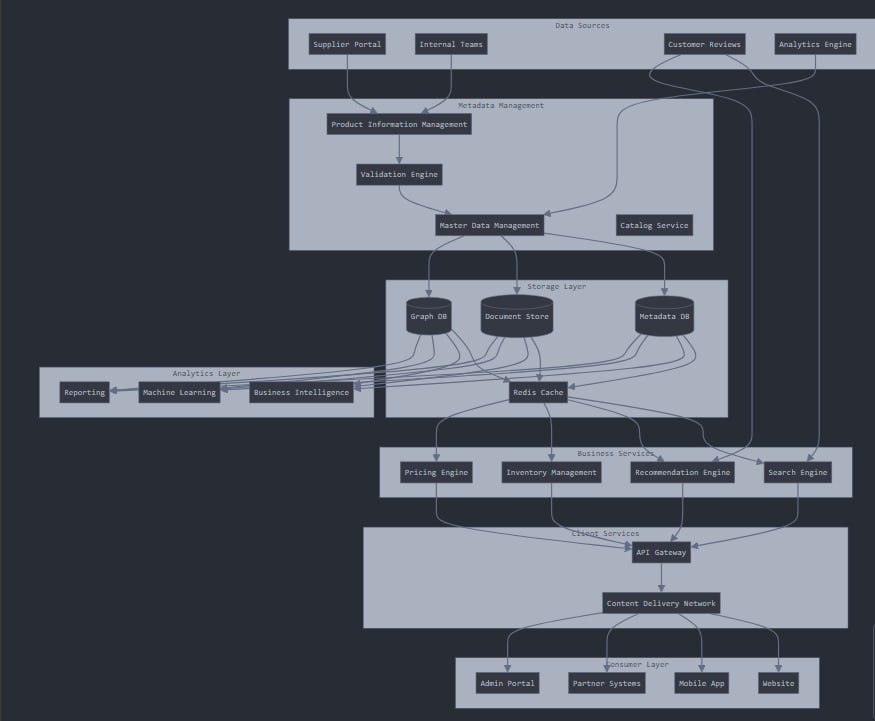 Data Sources
Supplier Portal
Internal Teams
Customer Reviews
Analytics Engine
Metadata Management
Product Information Management
Validation Engine
Master Data Management
Catalog Service
Storage Layer
Graph DB
Document Store
Metadata DB
Analytics Layer
Reporting
Machine Learning
Business Intelligence
Redis Cache
Business Services
Pricing Engine
Inventory Management
Recommendation Engine
Search Engine
Client Services
API Gateway
Content Delivery Network
Consumer Layer
Admin Portal
Partner Systems
Mobile App
Website